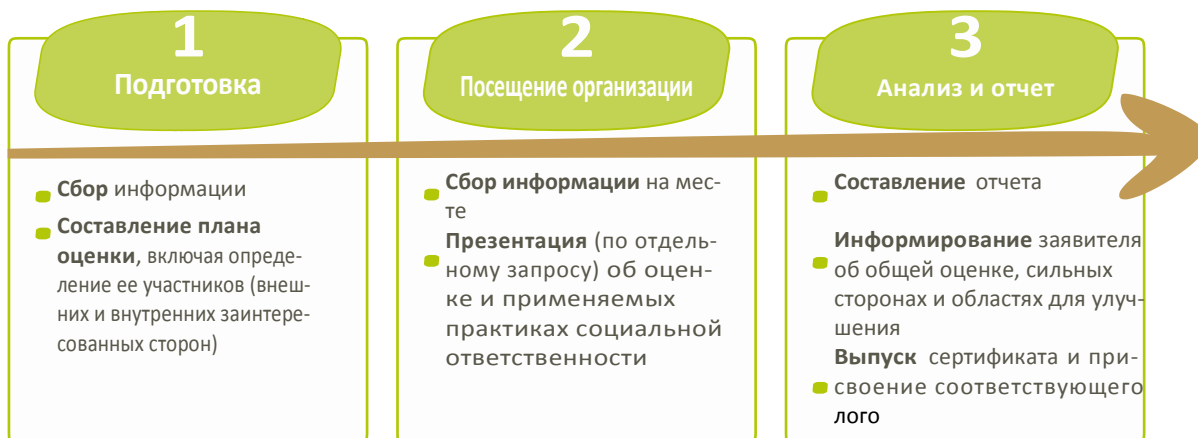 1
Подготовка
Сбор информации
Составление плана
оценки, включая опреде-
ление ее участников (внеш-
них и внутренних заинтере-
сованных сторон)
2
Посещение организации
Сбор информации на мес-
те
Презентация (по отдель-
ному запросу) об оцен-
ке и применяемых
практиках социальной
ответственности
3
Анализ и отчет
Составление отчета
Информирование заявителя
об общей оценке, сильных
сторонах и областях для улуч-
шения
Выпуск сертификата и при-
своение соответствующего
лого